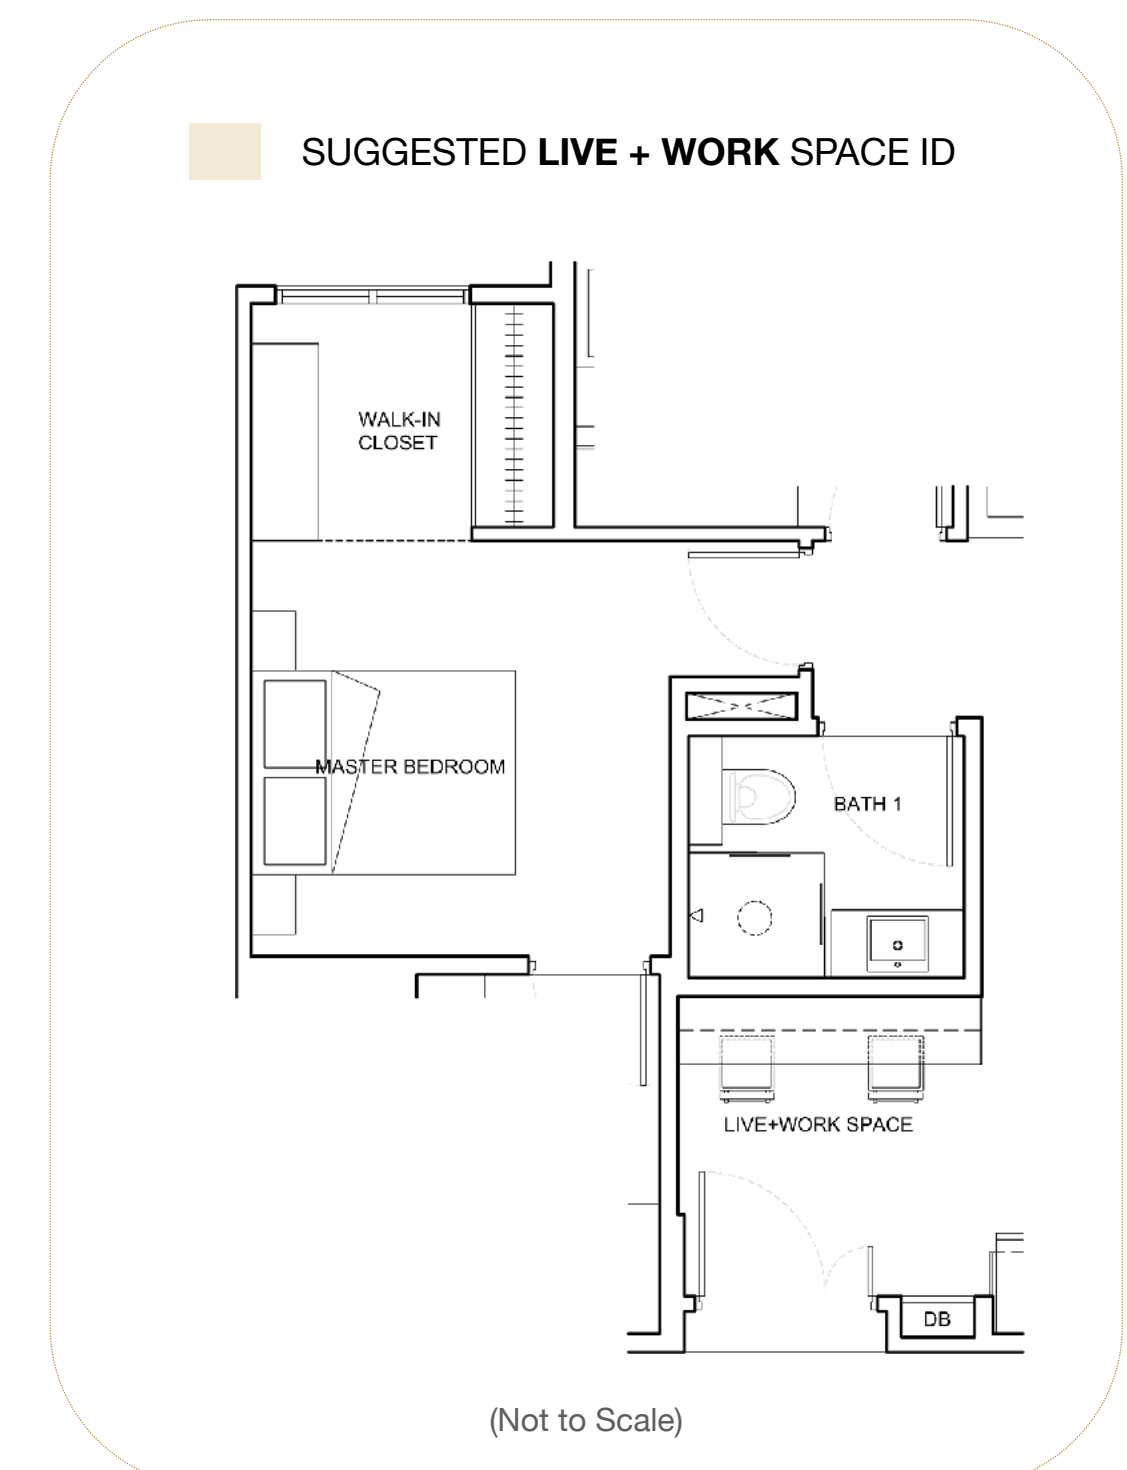 SUGGESTED LIVE + WORK SPACE ID
WALK-IN
CLOSET
MASTER BEDROOM
BATH 1
LIVE+WORK SPACE
DB
(Not to Scale)